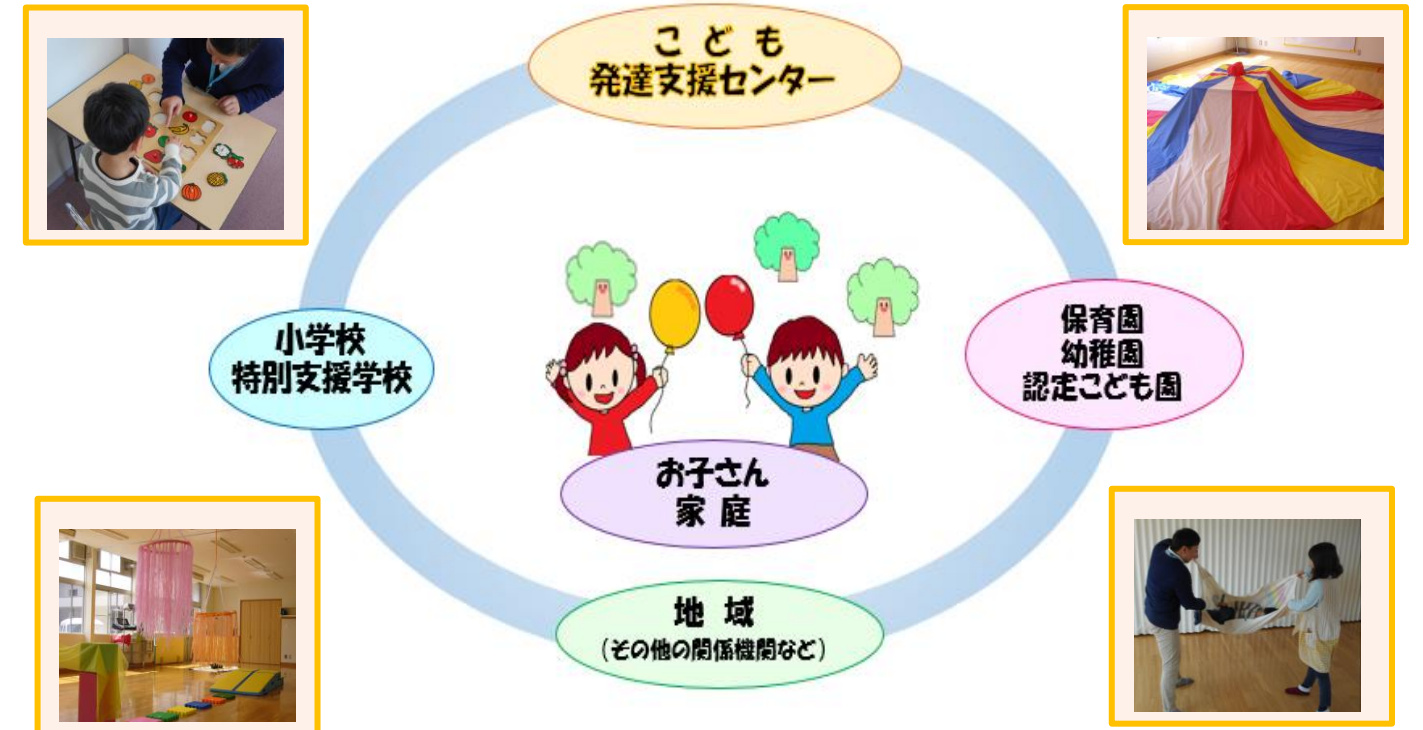 こ ど も
発達支援センター
小学校
特別支援学校
保育園
幼稚園
認定こども園
お子さん
家 庭
地 域
(その他の関係機関など)